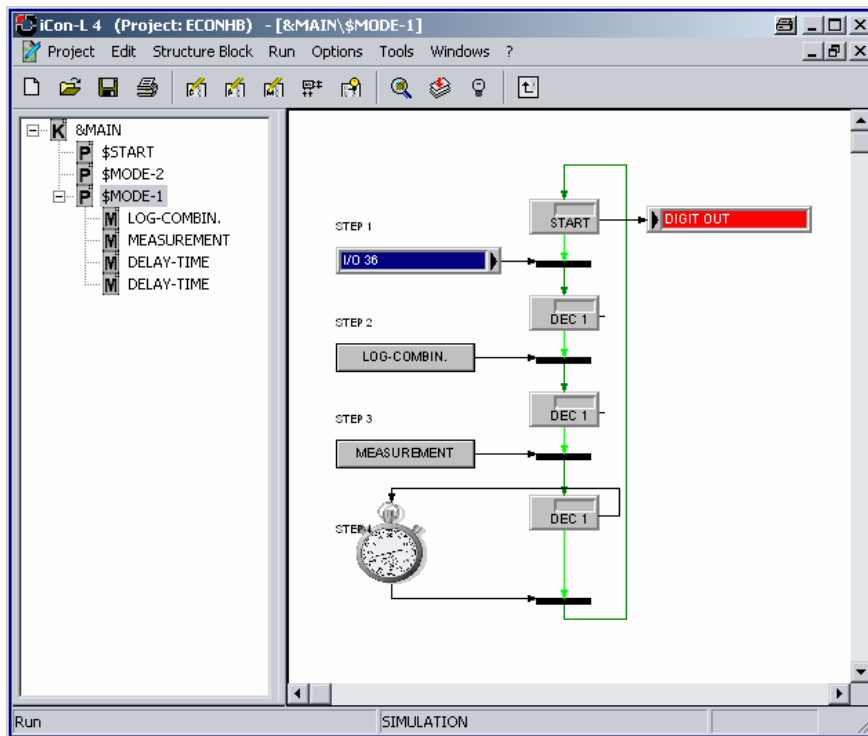 iCon-L 4 (Project: ECONHB) - [&MAIN\$MODE-1]
Project Edit Structure Block Run Options Tools Windows ?
K &MAIN
P $START
P $MODE-2
P $MODE-1
M LOG-COMBIN.
M MEASUREMENT
M DELAY-TIME
M DELAY-TIME
START
DIGIT OUT
STEP 1
I/O 36
DEC 1
STEP 2
LOG-COMBIN.
DEC 1
STEP 3
MEASUREMENT
DEC 1
STEP 4
Run SIMULATION